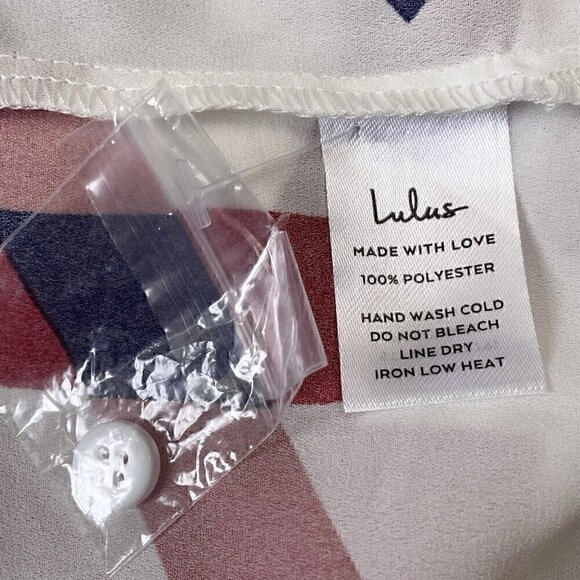 Lulus
MADE WITH LOVE
100% POLYESTER
HAND WASH COLD
DO NOT BLEACH
LINE DRY
IRON LOW HEAT